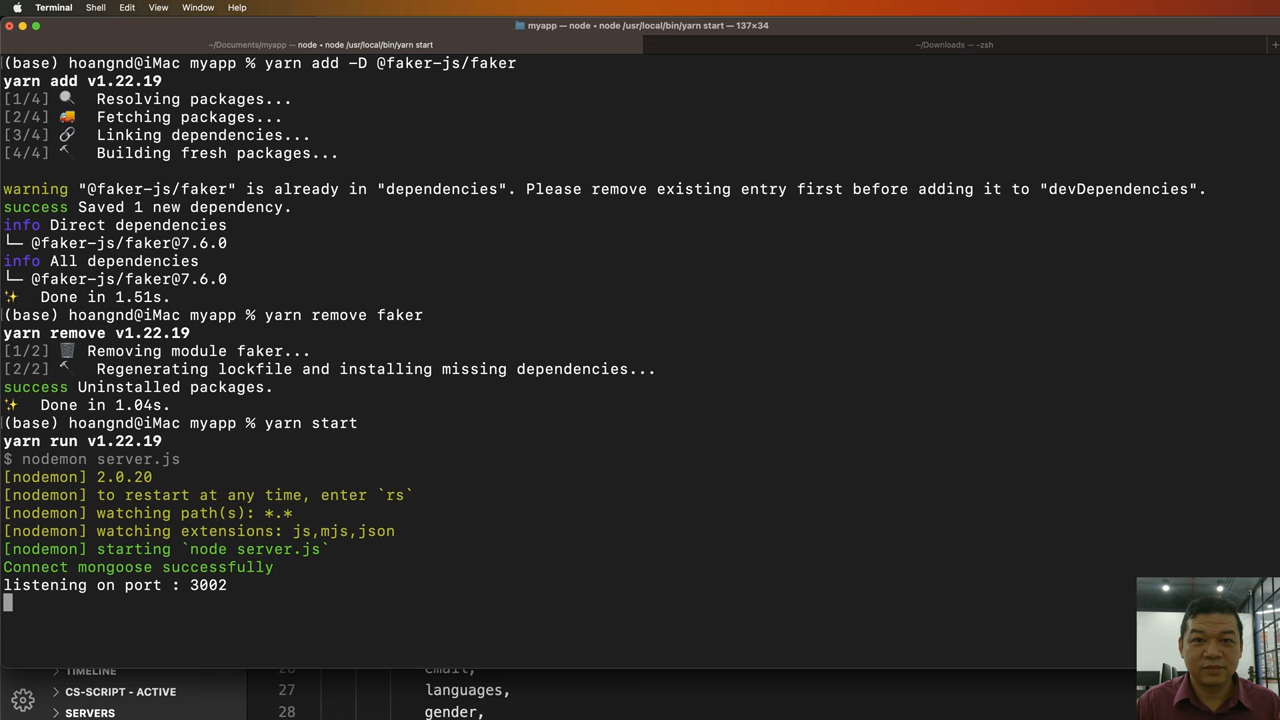 Terminal Shell Edit View Window Help
myapp — node • node /usr/local/bin/yarn start — 137×34
~/Documents/myapp — node • node /usr/local/bin/yarn start
~/Downloads — -zsh
(base) hoangnd@iMac myapp % yarn add -D @faker-js/faker
yarn add v1.22.19
[1/4] 🔍 Resolving packages...
[2/4] 🚚 Fetching packages...
[3/4] 🔗 Linking dependencies...
[4/4] 🔨 Building fresh packages...
warning "@faker-js/faker" is already in "dependencies". Please remove existing entry first before adding it to "devDependencies".
success Saved 1 new dependency.
info Direct dependencies
└─ @faker-js/faker@7.6.0
info All dependencies
└─ @faker-js/faker@7.6.0
✨ Done in 1.51s.
(base) hoangnd@iMac myapp % yarn remove faker
yarn remove v1.22.19
[1/2] 🗑 Removing module faker...
[2/2] 🔨 Regenerating lockfile and installing missing dependencies...
success Uninstalled packages.
✨ Done in 1.04s.
(base) hoangnd@iMac myapp % yarn start
yarn run v1.22.19
$ nodemon server.js
[nodemon] 2.0.20
[nodemon] to restart at any time, enter `rs`
[nodemon] watching path(s): *.*
[nodemon] watching extensions: js,mjs,json
[nodemon] starting `node server.js`
Connect mongoose successfully
listening on port : 3002
TIMELINE
26 email,
CS-SCRIPT - ACTIVE
27 languages,
SERVERS
28 gender,